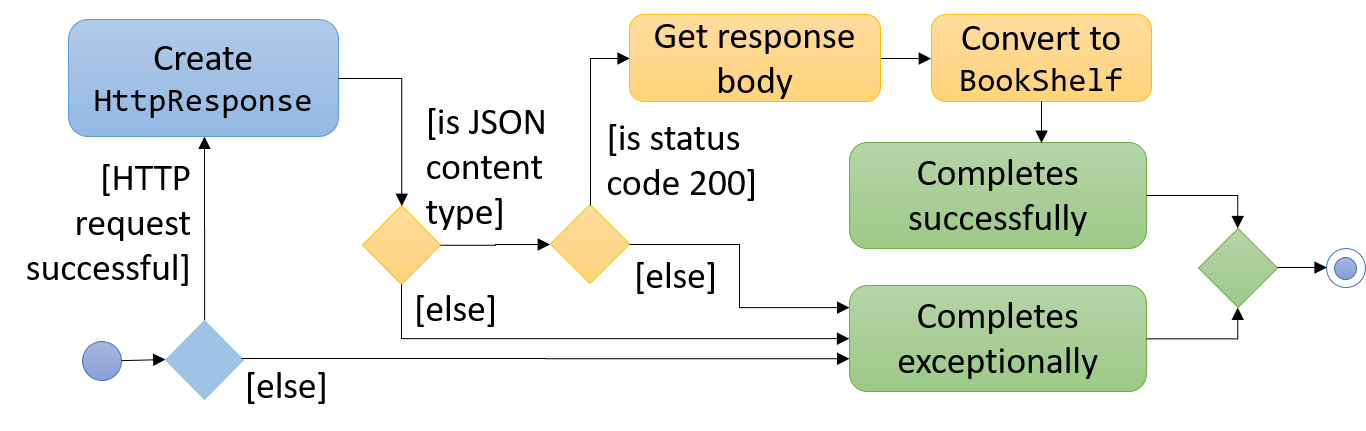 Create
HttpResponse
[HTTP
request
successful]
[else]
[is JSON
content
type]
[else]
[is status
code 200]
[else]
Get response
body
Convert to
BookShelf
Completes
successfully
Completes
exceptionally